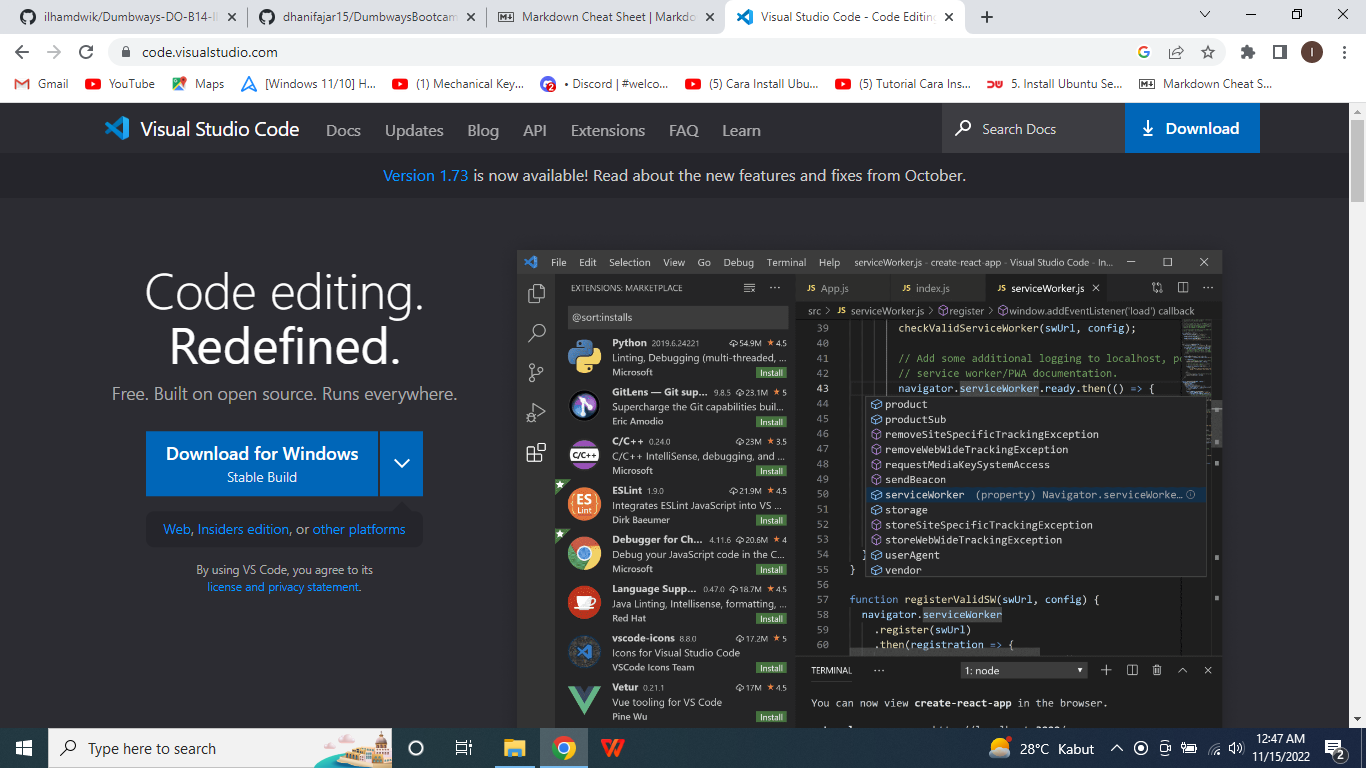 ilhamdwik/Dumbways-DO-B14-Il
dhanifajar15/DumbwaysBootcam
Markdown Cheat Sheet | Markdo
Visual Studio Code - Code Editing
code.visualstudio.com
I
Gmail
YouTube
Maps
[Windows 11/10] H...
(1) Mechanical Key...
2
• Discord | #welco...
(5) Cara Install Ubu...
(5) Tutorial Cara Ins...
5. Install Ubuntu Se...
Markdown Cheat S...
Visual Studio Code
Docs
Updates
Blog
API
Extensions
FAQ
Learn
Search Docs
Download
Version 1.73 is now available! Read about the new features and fixes from October.
Code editing.
Redefined.
Free. Built on open source. Runs everywhere.
Download for Windows
Stable Build
Web, Insiders edition, or other platforms
By using VS Code, you agree to its
license and privacy statement.
File Edit Selection View Go Debug Terminal Help
serviceWorker.js - create-react-app - Visual Studio Code - In...
EXTENSIONS: MARKETPLACE
@sort:installs
Python 2019.6.24221 54.9M ★ 4.5
Linting, Debugging (multi-threaded, ...
Microsoft Install
GitLens — Git sup... 9.8.5 23.1M ★ 5
Supercharge the Git capabilities buil...
Eric Amodio Install
C/C++
C/C++ 0.24.0 23M ★ 3.5
C/C++ IntelliSense, debugging, and ...
Microsoft Install
ES
Lint
ESLint 1.9.0 21.9M ★ 4.5
Integrates ESLint JavaScript into VS ...
Dirk Baeumer Install
Debugger for Ch... 4.11.6 20.6M ★ 4
Debug your JavaScript code in the C...
Microsoft Install
Language Supp... 0.47.0 18.7M ★ 4.5
Java Linting, Intellisense, formatting, ...
Red Hat Install
vscode-icons 8.8.0 17.2M ★ 5
Icons for Visual Studio Code
VSCode Icons Team Install
Vetur 0.21.1 17M ★ 4.5
Vue tooling for VS Code
Pine Wu Install
JS App.js
JS index.js
JS serviceWorker.js
src > JS serviceWorker.js > register > window.addEventListener('load') callback
39 checkValidServiceWorker(swUrl, config);
40
41 // Add some additional logging to localhost, po
42 // service worker/PWA documentation.
43 navigator.serviceWorker.ready.then(() => {
44 product
45 productSub
46 removeSiteSpecificTrackingException
47 removeWebWideTrackingException
48 requestMediaKeySystemAccess
49 sendBeacon
50 serviceWorker (property) Navigator.serviceWorke...
51 storage
52 storeSiteSpecificTrackingException
53 storeWebWideTrackingException
54 } userAgent
55 } vendor
56
57 function registerValidSW(swUrl, config) {
58 navigator.serviceWorker
59 .register(swUrl)
60 .then(registration => {
TERMINAL
...
1: node
You can now view create-react-app in the browser.
Type here to search
28°C Kabut
12:47 AM
11/15/2022
2